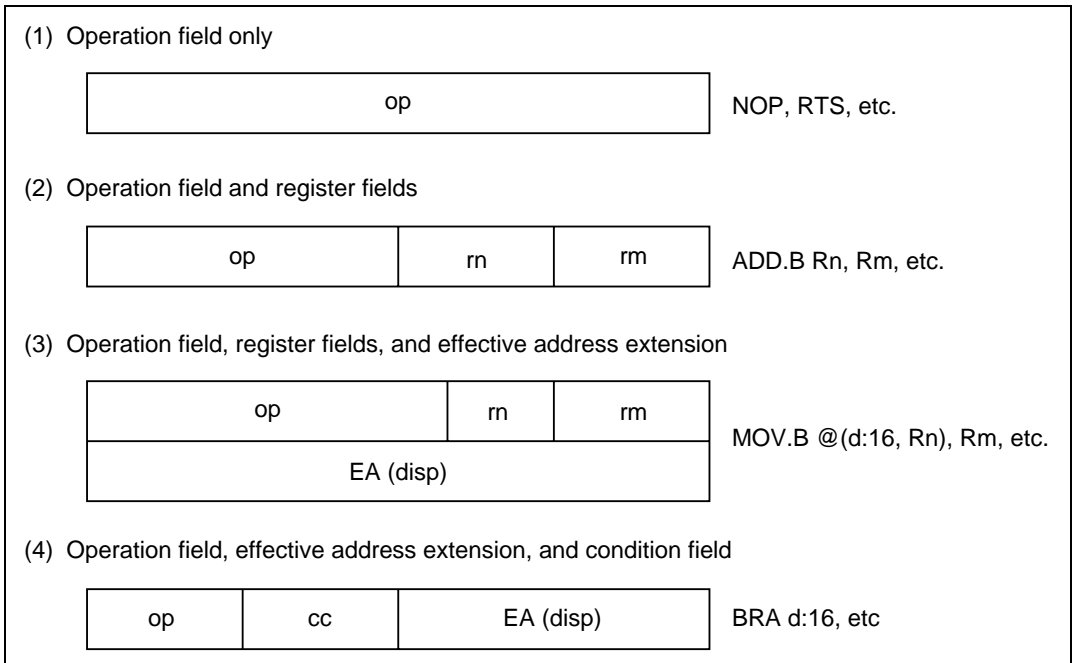 (1) Operation field only
op
NOP, RTS, etc.
(2) Operation field and register fields
op rn rm
ADD.B Rn, Rm, etc.
(3) Operation field, register fields, and effective address extension
op rn rm
MOV.B @(d:16, Rn), Rm, etc.
EA (disp)
(4) Operation field, effective address extension, and condition field
op cc EA (disp)
BRA d:16, etc